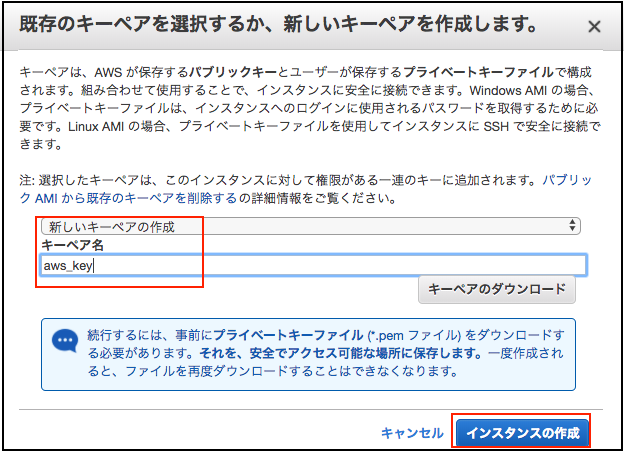 既存のキーペアを選択するか、新しいキーペアを作成します。
キーペアは、AWS が保存するパブリックキーとユーザーが保存するプライベートキーファイルで構成
されます。組み合わせて使用することで、インスタンスに安全に接続できます。Windows AMI の場合、
プライベートキーファイルは、インスタンスへのログインに使用されるパスワードを取得するために必
要です。Linux AMI の場合、プライベートキーファイルを使用してインスタンスに SSH で安全に接続で
きます。
注: 選択したキーペアは、このインスタンスに対して権限がある一連のキーに追加されます。パブリッ
ク AMI から既存のキーペアを削除するの詳細情報をご覧ください。
新しいキーペアの作成
キーペア名
aws_key
キーペアのダウンロード
続行するには、事前にプライベートキーファイル (*.pem ファイル) をダウンロードす
る必要があります。それを、安全でアクセス可能な場所に保存します。一度作成され
ると、ファイルを再度ダウンロードすることはできなくなります。
キャンセル
インスタンスの作成